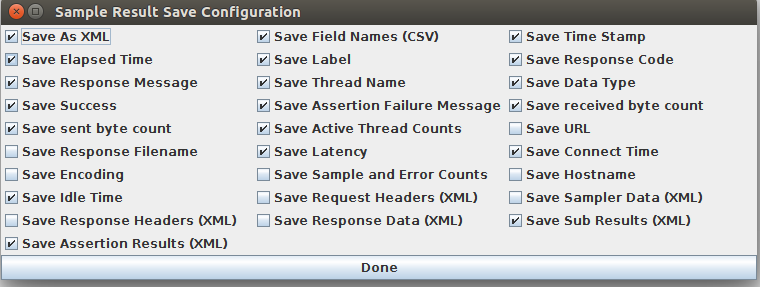 Sample Result Save Configuration
Save As XML Save Field Names (CSV) Save Time Stamp
Save Elapsed Time Save Label Save Response Code
Save Response Message Save Thread Name Save Data Type
Save Success Save Assertion Failure Message Save received byte count
Save sent byte count Save Active Thread Counts Save URL
Save Response Filename Save Latency Save Connect Time
Save Encoding Save Sample and Error Counts Save Hostname
Save Idle Time Save Request Headers (XML) Save Sampler Data (XML)
Save Response Headers (XML) Save Response Data (XML) Save Sub Results (XML)
Save Assertion Results (XML)
Done